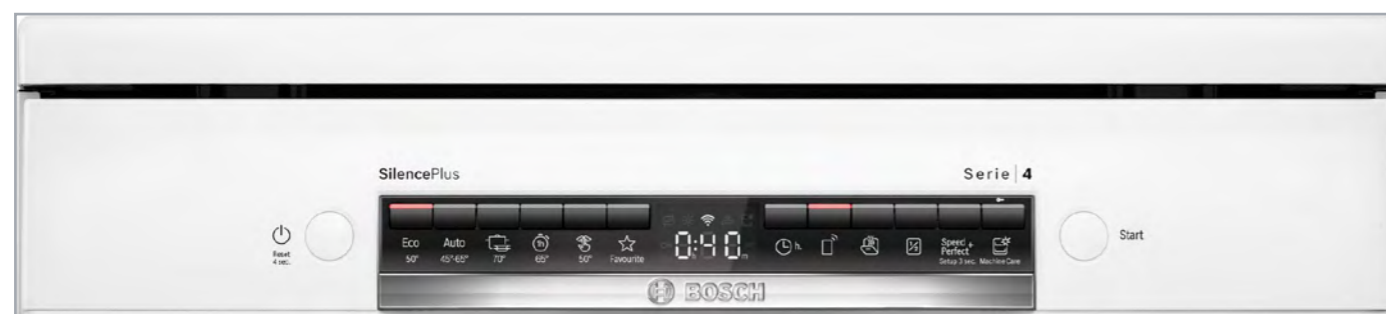 SilencePlus
Serie | 4
Reset
4 sec.
Eco
50°
Auto
45°-65°
70°
1h
65°
50°
Favourite
0:40
h
m
h.
Speed+
Perfect
Setup 3 sec.
Machine Care
Start
BOSCH